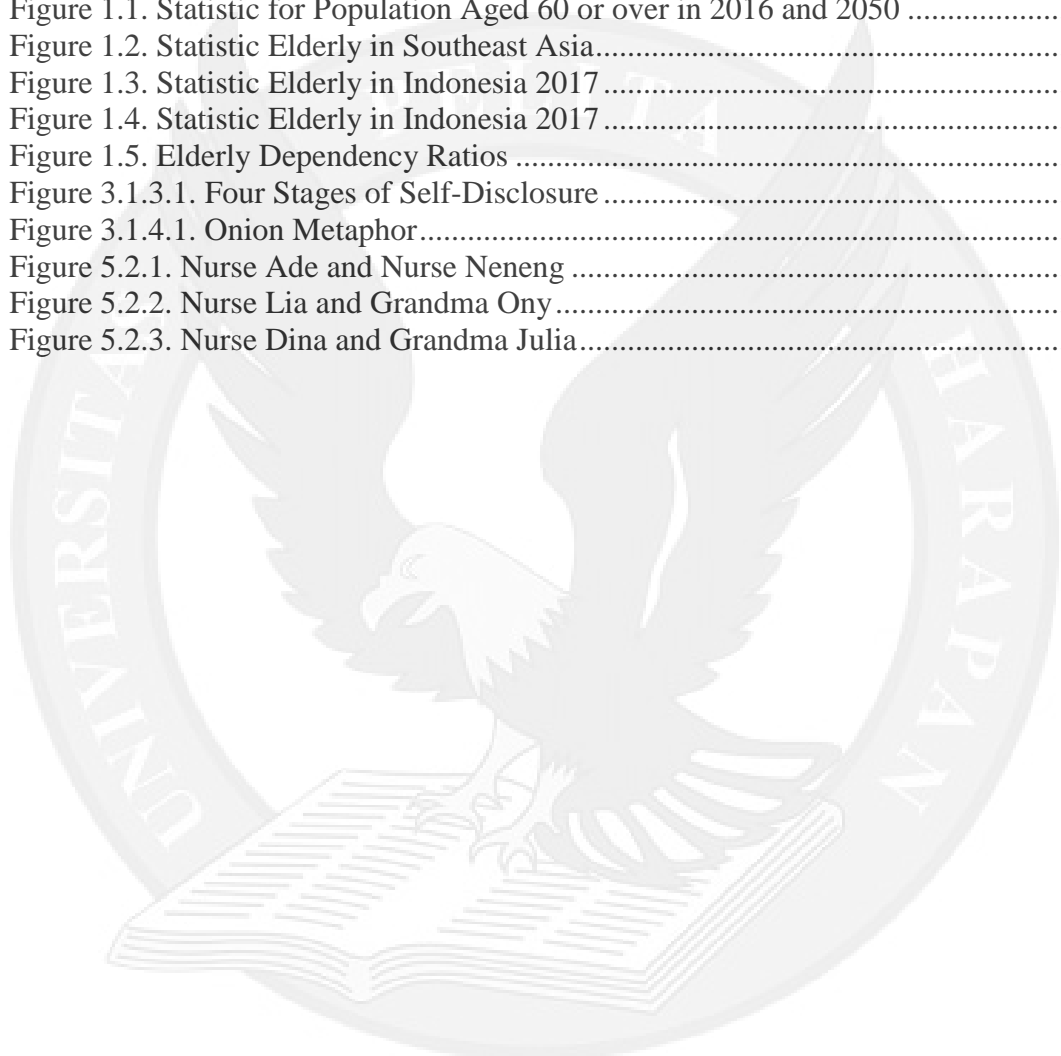 Figure 1.1. Statistic for Population Aged 60 or over in 2016 and 2050 ....................
Figure 1.2. Statistic Elderly in Southeast Asia..............................................................
Figure 1.3. Statistic Elderly in Indonesia 2017.............................................................
Figure 1.4. Statistic Elderly in Indonesia 2017.............................................................
Figure 1.5. Elderly Dependency Ratios ........................................................................
Figure 3.1.3.1. Four Stages of Self-Disclosure.............................................................
Figure 3.1.4.1. Onion Metaphor....................................................................................
Figure 5.2.1. Nurse Ade and Nurse Neneng .................................................................
Figure 5.2.2. Nurse Lia and Grandma Ony...................................................................
Figure 5.2.3. Nurse Dina and Grandma Julia................................................................
UNIVERSITAS PELITA HARAPAN